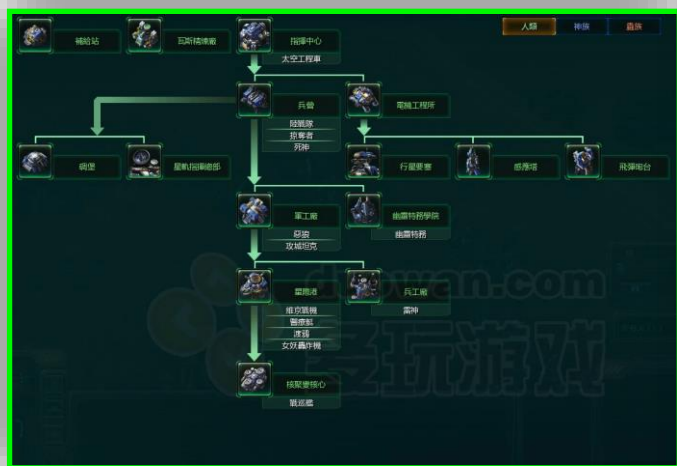 人類 神族 蟲族
補給站 瓦斯精煉廠 指揮中心
太空工程車
兵營 電機工程所
陸戰隊
掠奪者
死神
碉堡 星軌指揮總部 行星要塞 感應塔 飛彈砲台
軍工廠 幽靈特務學院
惡狼 幽靈特務
攻城坦克
星際港 兵工廠
維京戰機 雷神
醫療艇
渡鴉
女妖轟炸機
核聚變核心
戰巡艦
duowan.com
多玩游戏